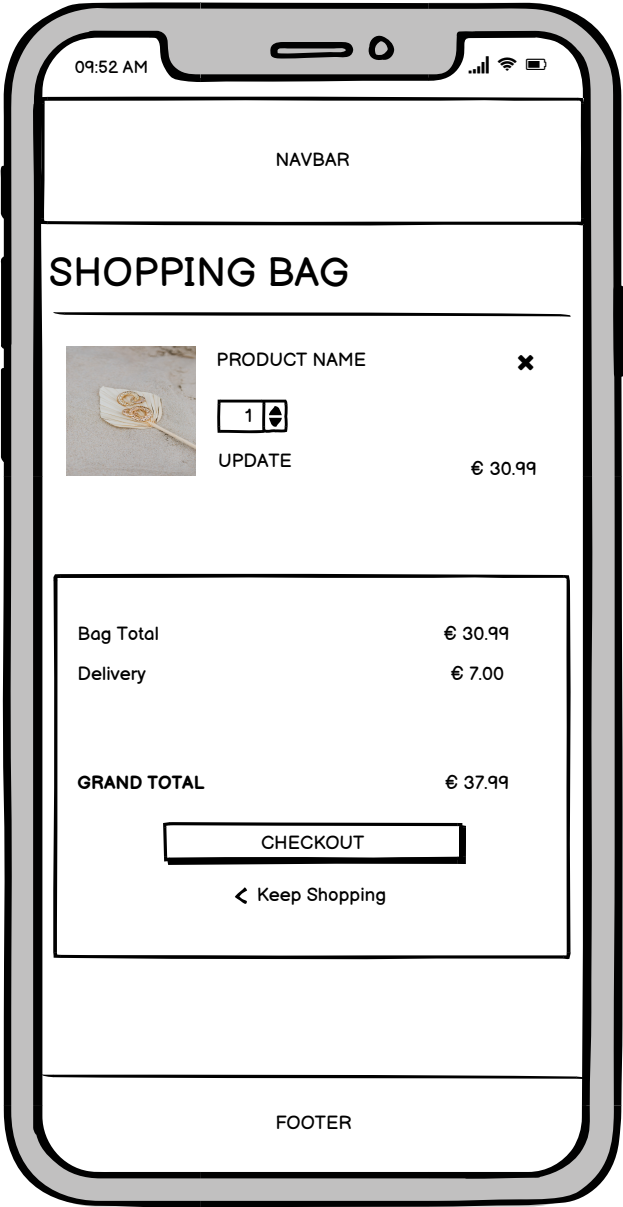 09:52 AM
NAVBAR
SHOPPING BAG
PRODUCT NAME
1
UPDATE
€ 30.99
Bag Total € 30.99
Delivery € 7.00
GRAND TOTAL € 37.99
CHECKOUT
< Keep Shopping
FOOTER